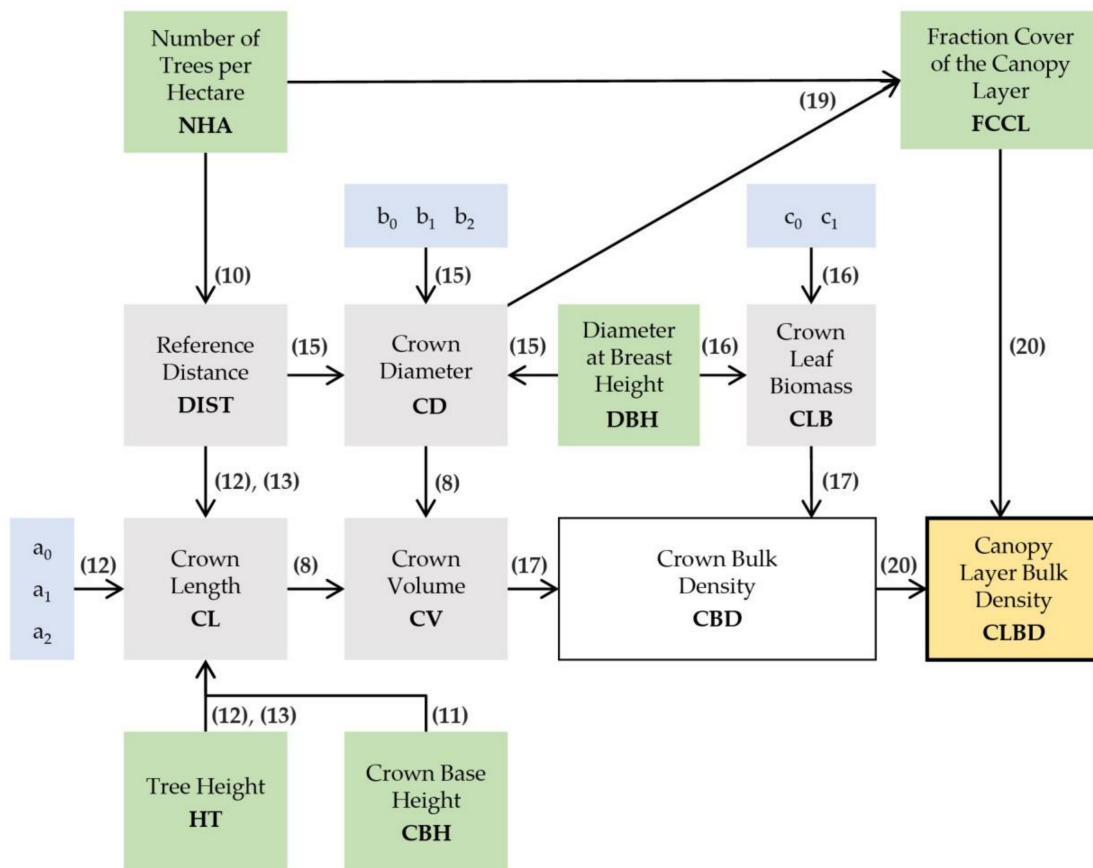 Number of
Trees per
Hectare
NHA
Fraction Cover
of the Canopy
Layer
FCCL
(19)
b₀ b₁ b₂
c₀ c₁
(10)
(15)
(16)
(20)
Reference
Distance
DIST
(15)
Crown
Diameter
CD
(15)
Diameter
at Breast
Height
DBH
(16)
Crown
Leaf
Biomass
CLB
(12), (13)
(8)
(17)
a₀
a₁
a₂
(12)
Crown
Length
CL
(8)
Crown
Volume
CV
(17)
Crown Bulk
Density
CBD
(20)
Canopy
Layer Bulk
Density
CLBD
(12), (13)
(11)
Tree Height
HT
Crown Base
Height
CBH